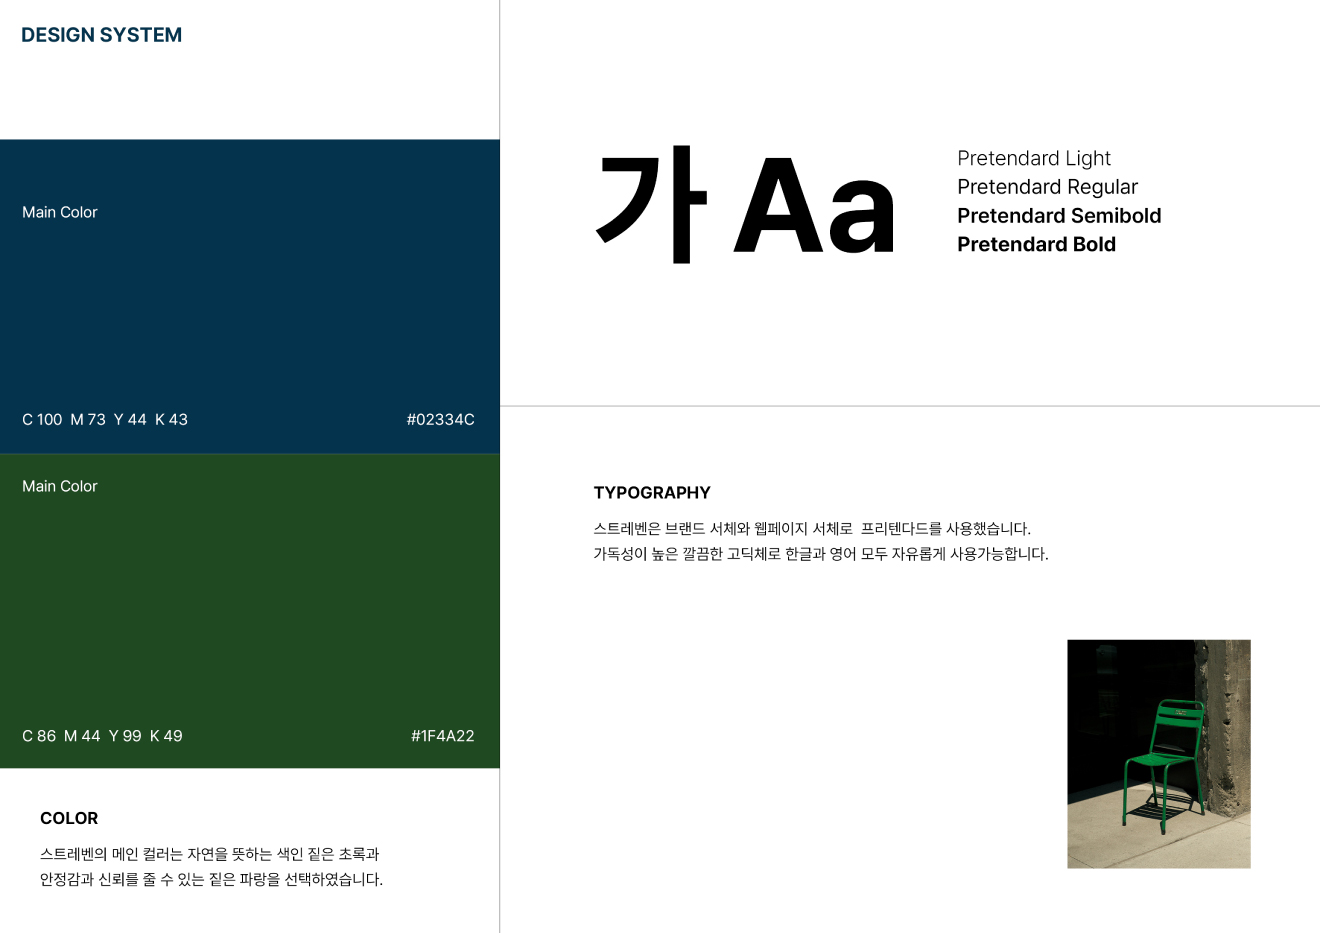 DESIGN SYSTEM
Main Color
C 100 M 73 Y 44 K 43
#02334C
Main Color
C 86 M 44 Y 99 K 49
#1F4A22
COLOR
스트레벤의 메인 컬러는 자연을 뜻하는 색인 짙은 초록과
안정감과 신뢰를 줄 수 있는 짙은 파랑을 선택하였습니다.
가 Aa
Pretendard Light
Pretendard Regular
Pretendard Semibold
Pretendard Bold
TYPOGRAPHY
스트레벤은 브랜드 서체와 웹페이지 서체로 프리텐다드를 사용했습니다.
가독성이 높은 깔끔한 고딕체로 한글과 영어 모두 자유롭게 사용가능합니다.